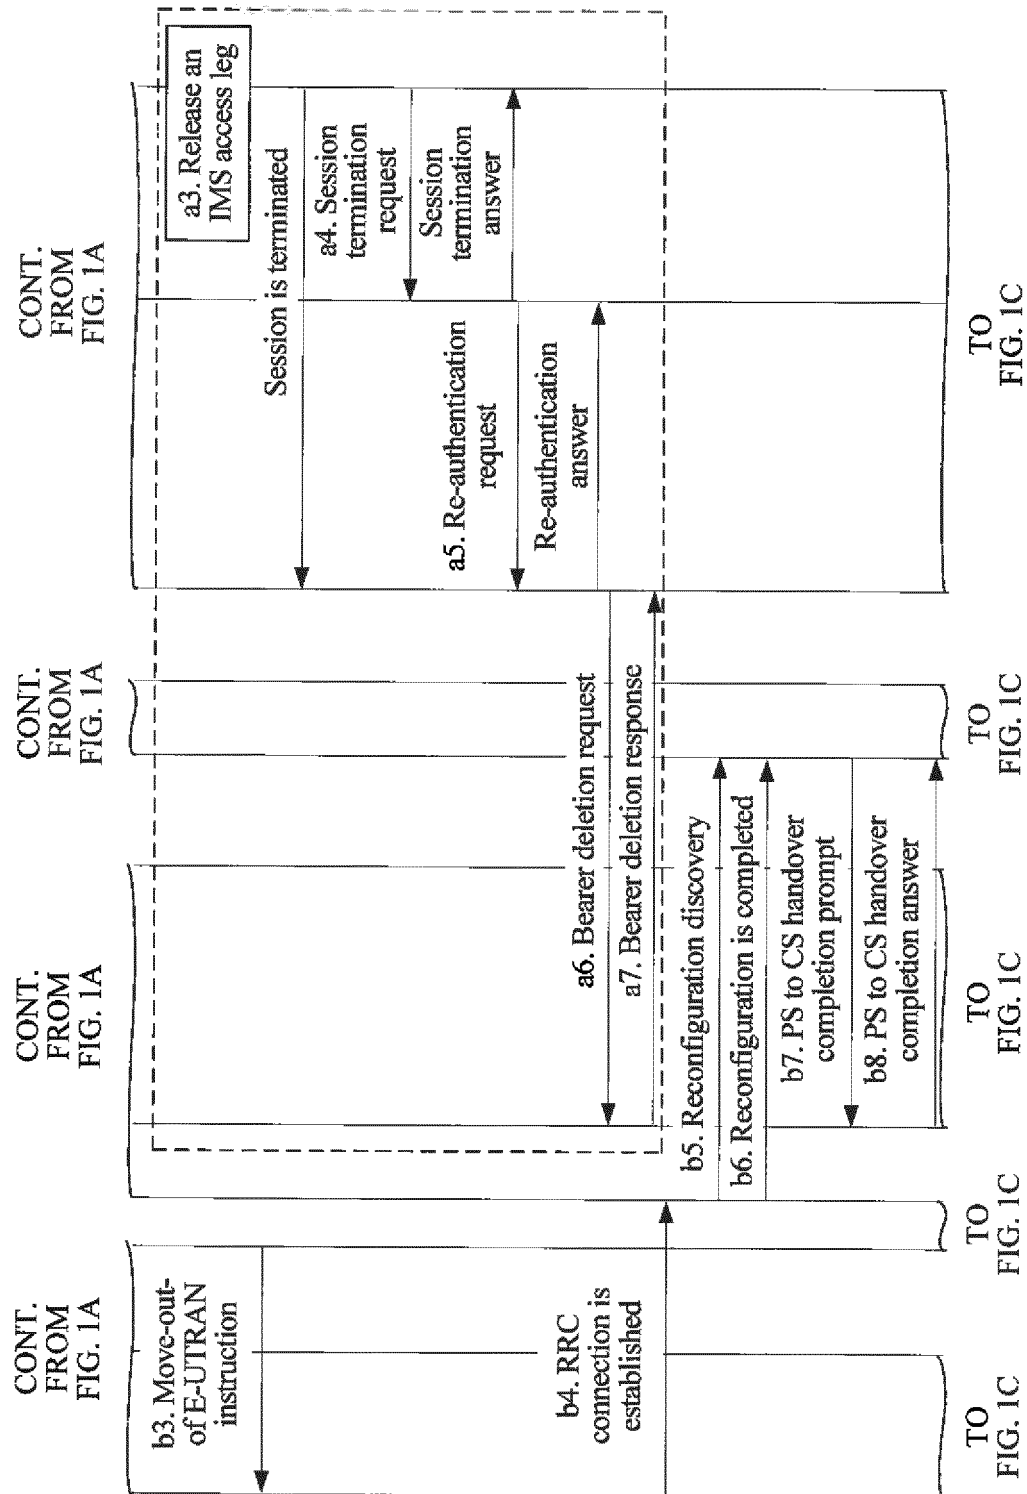 CONT.
FROM
FIG. 1A
CONT.
FROM
FIG. 1A
CONT.
FROM
FIG. 1A
CONT.
FROM
FIG. 1A
b3. Move-out-
of E-UTRAN
instruction
a3. Release an
IMS access leg
Session is terminated
a4. Session
termination
request
Session
termination
answer
a5. Re-authentication
request
Re-authentication
answer
a6. Bearer deletion request
a7. Bearer deletion response
b4. RRC
connection is
established
b5. Reconfiguration discovery
b6. Reconfiguration is completed
b7. PS to CS handover
completion prompt
b8. PS to CS handover
completion answer
TO
FIG. 1C
TO
FIG. 1C
TO
FIG. 1C
TO
FIG. 1C
TO
FIG. 1C